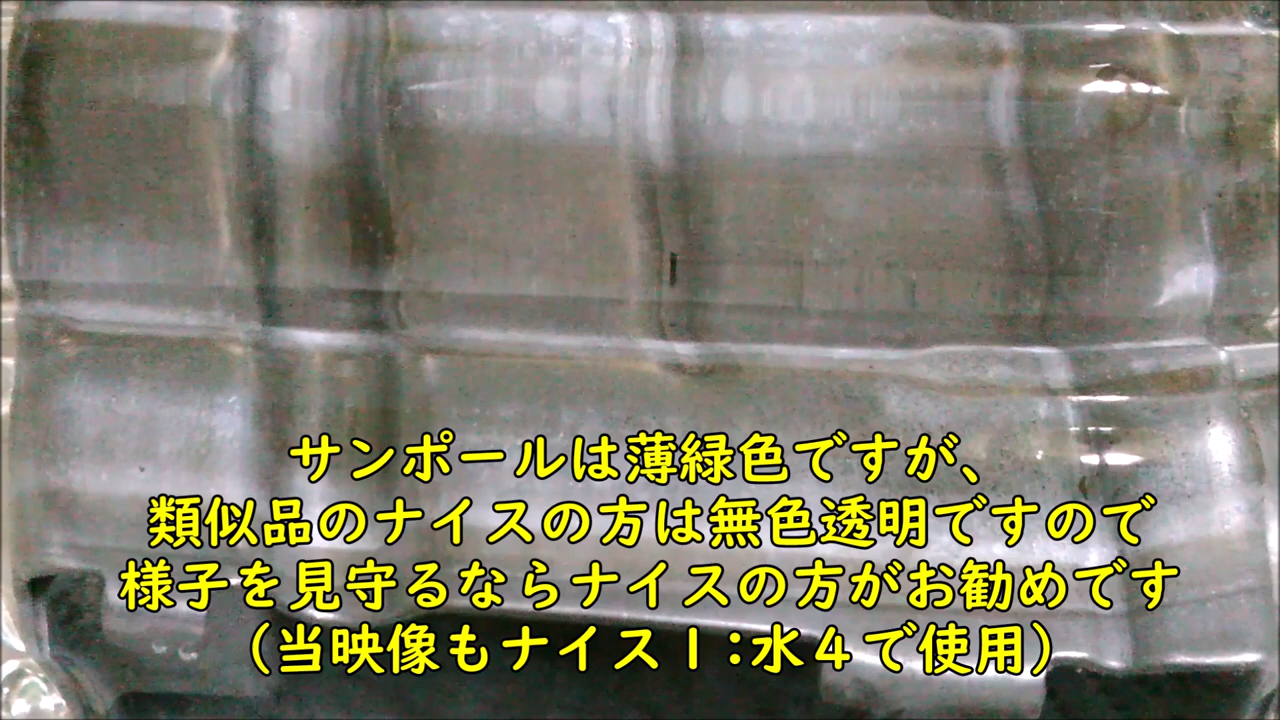 サンポールは薄緑色ですが、
類似品のナイスの方は無色透明ですので
様子を見守るならナイスの方がお勧めです
（当映像もナイス１:水４で使用）